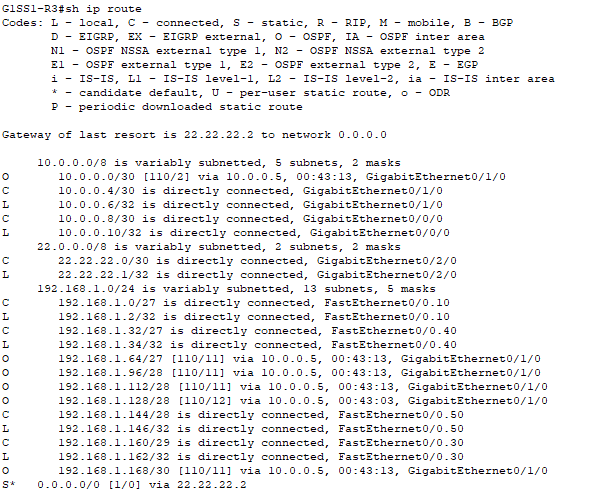 G1SS1-R3#sh ip route
Codes: L - local, C - connected, S - static, R - RIP, M - mobile, B - BGP
D - EIGRP, EX - EIGRP external, O - OSPF, IA - OSPF inter area
N1 - OSPF NSSA external type 1, N2 - OSPF NSSA external type 2
E1 - OSPF external type 1, E2 - OSPF external type 2, E - EGP
i - IS-IS, L1 - IS-IS level-1, L2 - IS-IS level-2, ia - IS-IS inter area
* - candidate default, U - per-user static route, o - ODR
P - periodic downloaded static route
Gateway of last resort is 22.22.22.2 to network 0.0.0.0
10.0.0.0/8 is variably subnetted, 5 subnets, 2 masks
O 10.0.0.0/30 [110/2] via 10.0.0.5, 00:43:13, GigabitEthernet0/1/0
C 10.0.0.4/30 is directly connected, GigabitEthernet0/1/0
L 10.0.0.6/32 is directly connected, GigabitEthernet0/1/0
C 10.0.0.8/30 is directly connected, GigabitEthernet0/0/0
L 10.0.0.10/32 is directly connected, GigabitEthernet0/0/0
22.0.0.0/8 is variably subnetted, 2 subnets, 2 masks
C 22.22.22.0/30 is directly connected, GigabitEthernet0/2/0
L 22.22.22.1/32 is directly connected, GigabitEthernet0/2/0
192.168.1.0/24 is variably subnetted, 13 subnets, 5 masks
C 192.168.1.0/27 is directly connected, FastEthernet0/0.10
L 192.168.1.2/32 is directly connected, FastEthernet0/0.10
C 192.168.1.32/27 is directly connected, FastEthernet0/0.40
L 192.168.1.34/32 is directly connected, FastEthernet0/0.40
O 192.168.1.64/27 [110/11] via 10.0.0.5, 00:43:13, GigabitEthernet0/1/0
O 192.168.1.96/28 [110/11] via 10.0.0.5, 00:43:13, GigabitEthernet0/1/0
O 192.168.1.112/28 [110/11] via 10.0.0.5, 00:43:13, GigabitEthernet0/1/0
O 192.168.1.128/28 [110/12] via 10.0.0.5, 00:43:03, GigabitEthernet0/1/0
C 192.168.1.144/28 is directly connected, FastEthernet0/0.50
L 192.168.1.146/32 is directly connected, FastEthernet0/0.50
C 192.168.1.160/29 is directly connected, FastEthernet0/0.30
L 192.168.1.162/32 is directly connected, FastEthernet0/0.30
O 192.168.1.168/30 [110/11] via 10.0.0.5, 00:43:13, GigabitEthernet0/1/0
S* 0.0.0.0/0 [1/0] via 22.22.22.2